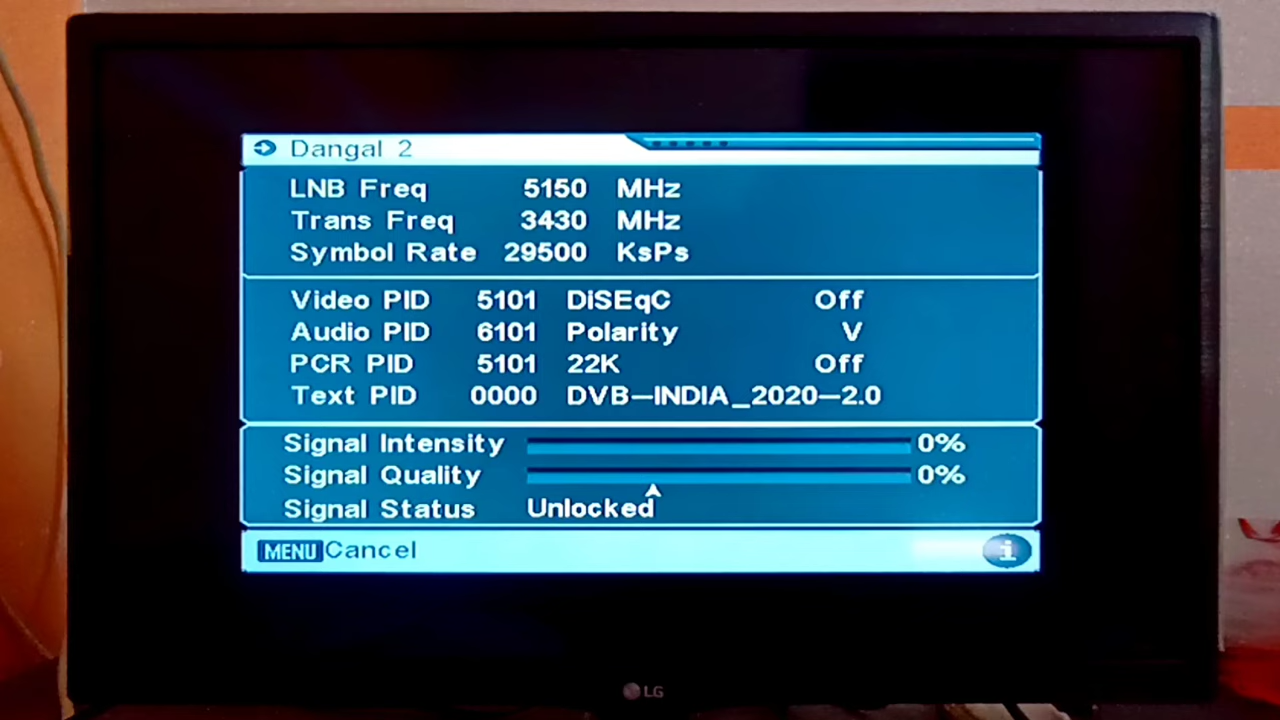 Dangal 2
LNB Freq 5150 MHz
Trans Freq 3430 MHz
Symbol Rate 29500 KsPs
Video PID 5101 DiSEqC Off
Audio PID 6101 Polarity V
PCR PID 5101 22K Off
Text PID 0000 DVB-INDIA_2020-2.0
Signal Intensity 0%
Signal Quality 0%
Signal Status Unlocked
MENU Cancel i
LG